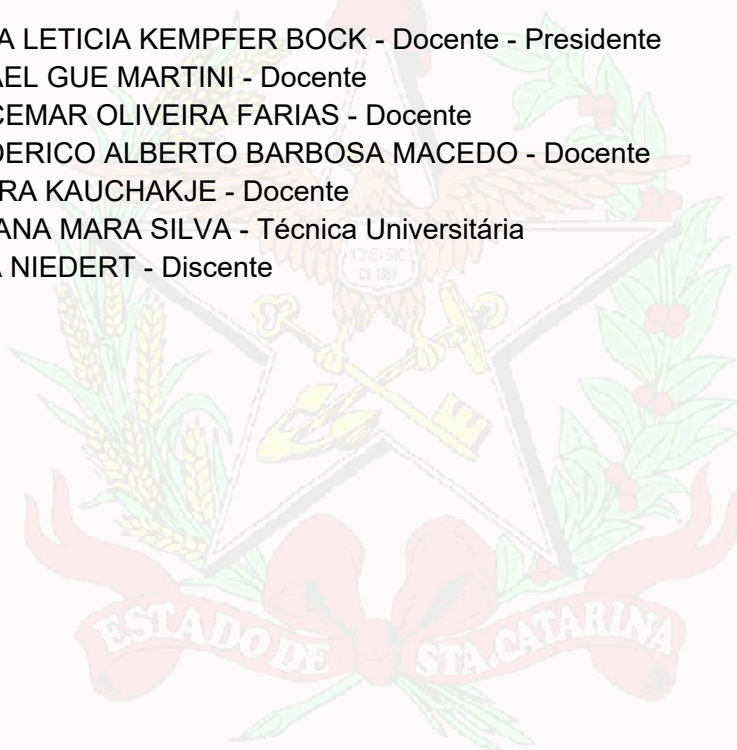 A LETICIA KEMPFER BOCK - Docente - Presidente
AEL GUE MARTINI - Docente
CEMAR OLIVEIRA FARIAS - Docente
DERICO ALBERTO BARBOSA MACEDO - Docente
RA KAUCHAKJE - Docente
ANA MARA SILVA - Técnica Universitária
A NIEDERT - Discente
ESTADO DE STA. CATARINA